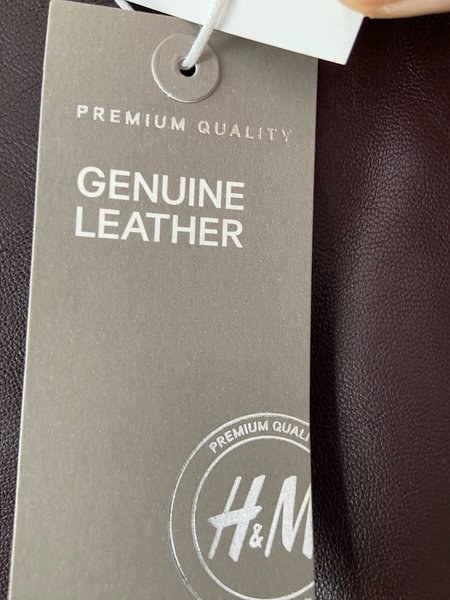 PREMIUM QUALITY
GENUINE
LEATHER
PREMIUM QUALI
H&M